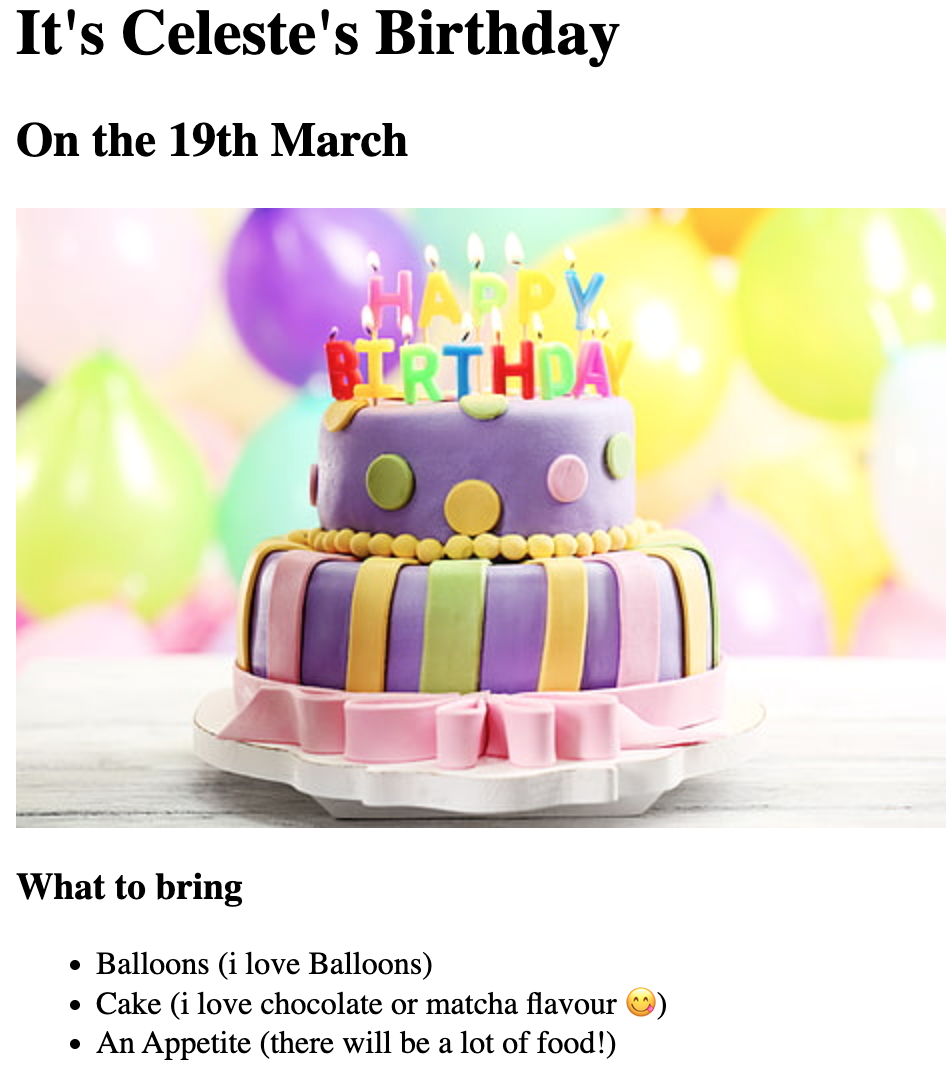 It's Celeste's Birthday
On the 19th March
HAPPY
BIRTHDAY
What to bring
Balloons (i love Balloons)
Cake (i love chocolate or matcha flavour 😋)
An Appetite (there will be a lot of food!)